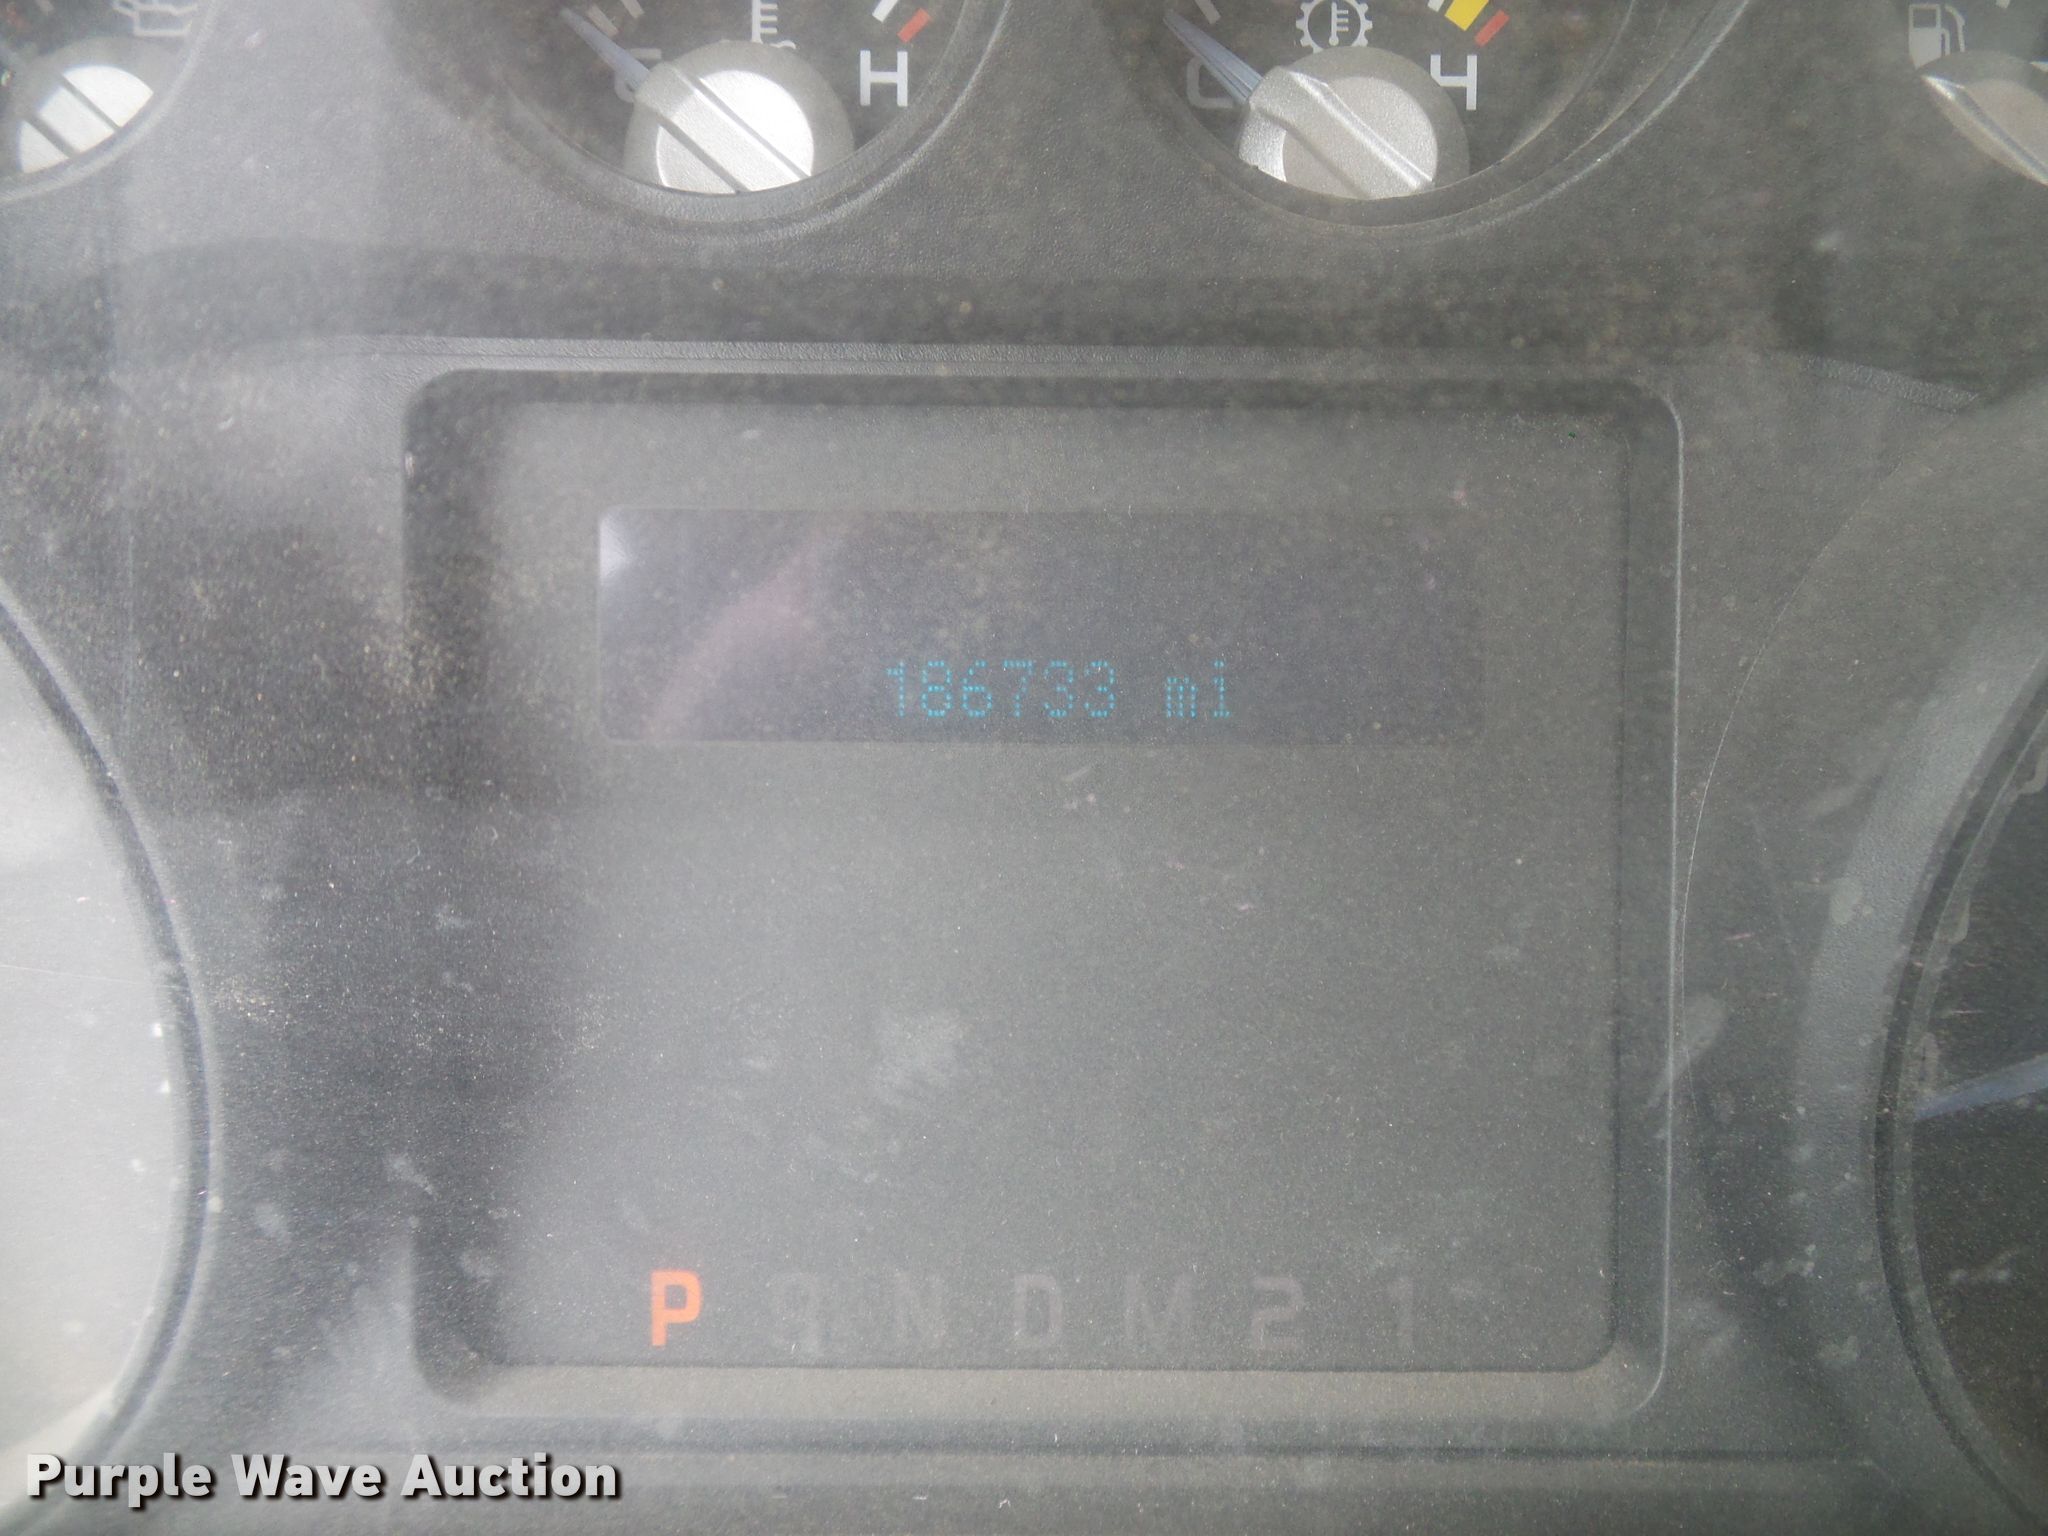 C H
C H
186733 mi
P R N D M 2 1
Purple Wave Auction